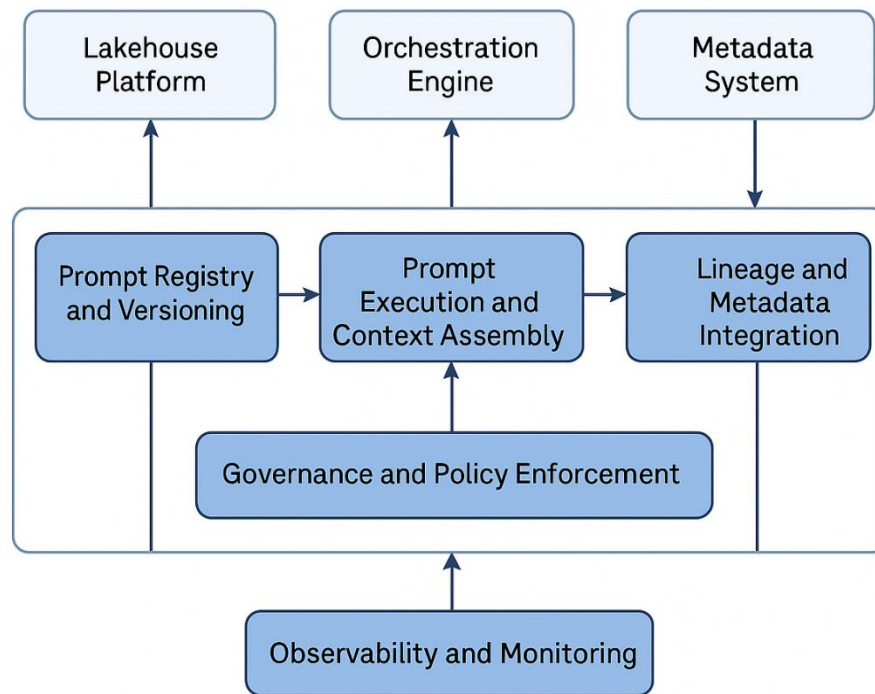 Lakehouse
Platform
Orchestration
Engine
Metadata
System
Prompt Registry
and Versioning
Prompt
Execution and
Context Assembly
Lineage and
Metadata
Integration
Governance and Policy Enforcement
Observability and Monitoring